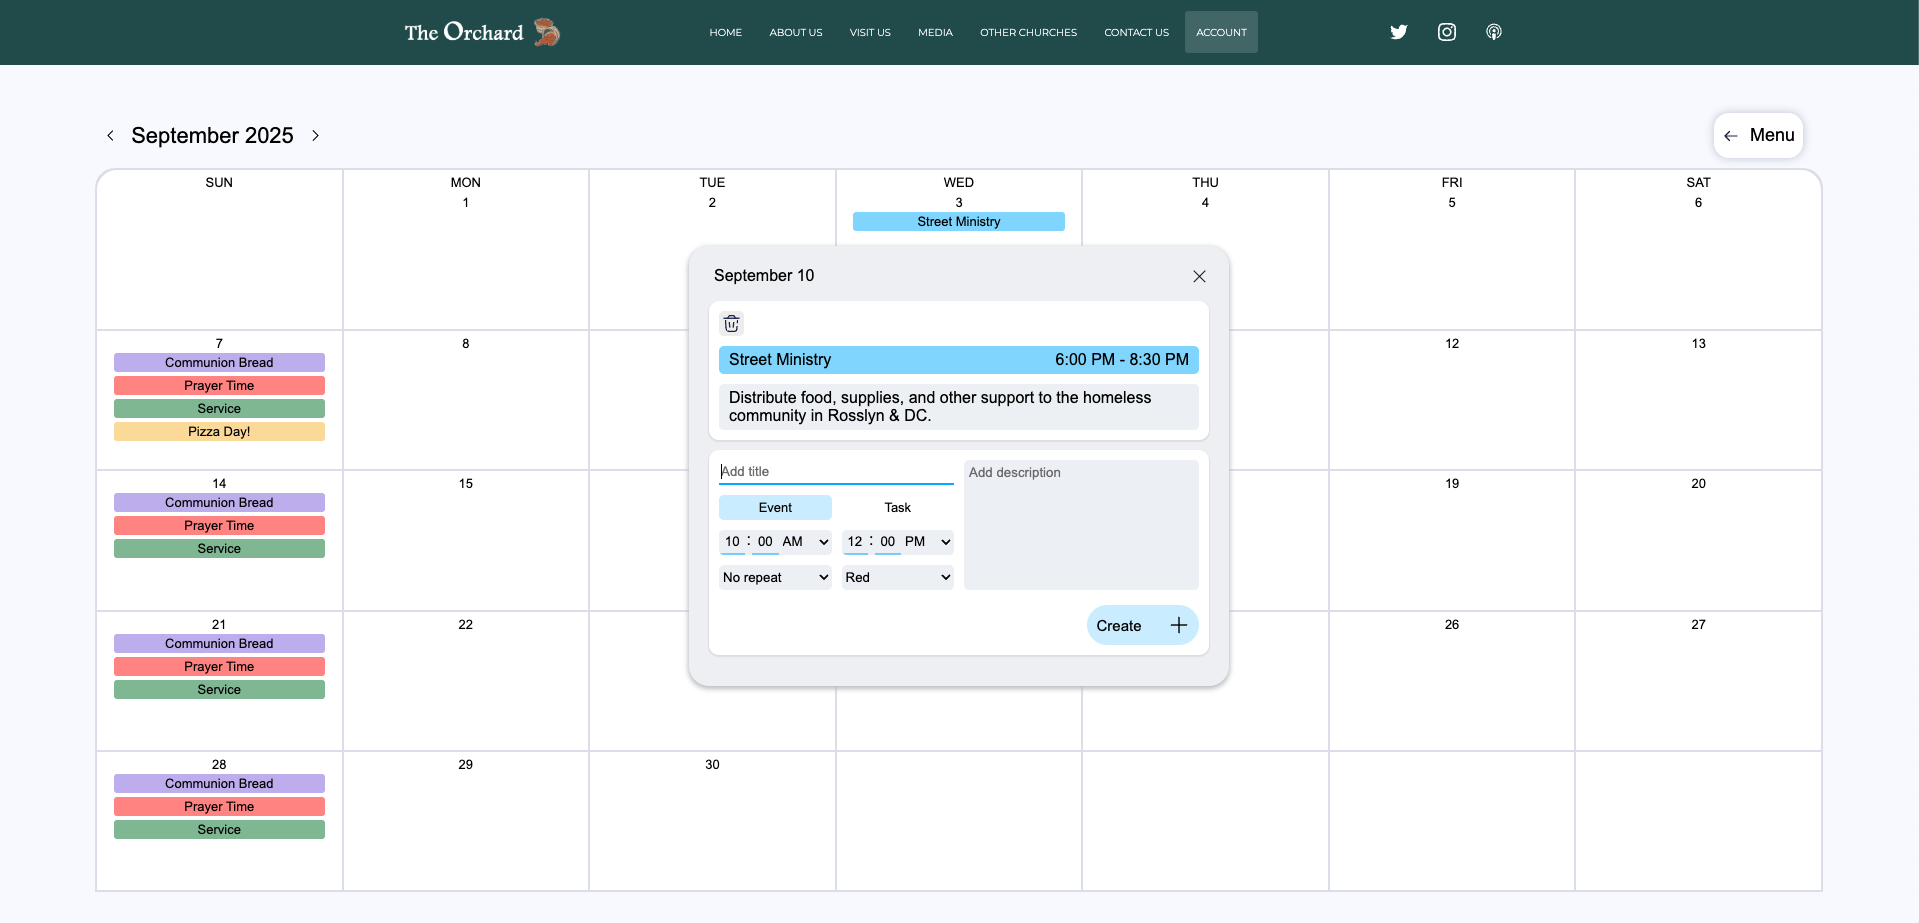 The Orchard
HOME ABOUT US VISIT US MEDIA OTHER CHURCHES CONTACT US ACCOUNT
September 2025
Menu
SUN MON TUE WED THU FRI SAT
1 2 3 4 5 6
Street Ministry
September 10
Street Ministry 6:00 PM - 8:30 PM
Distribute food, supplies, and other support to the homeless
community in Rosslyn & DC.
Add title
Add description
Event Task
10 : 00 AM 12 : 00 PM
No repeat Red
Create
7 8 12 13
Communion Bread
Prayer Time
Service
Pizza Day!
14 15 19 20
Communion Bread
Prayer Time
Service
21 22 26 27
Communion Bread
Prayer Time
Service
28 29 30
Communion Bread
Prayer Time
Service